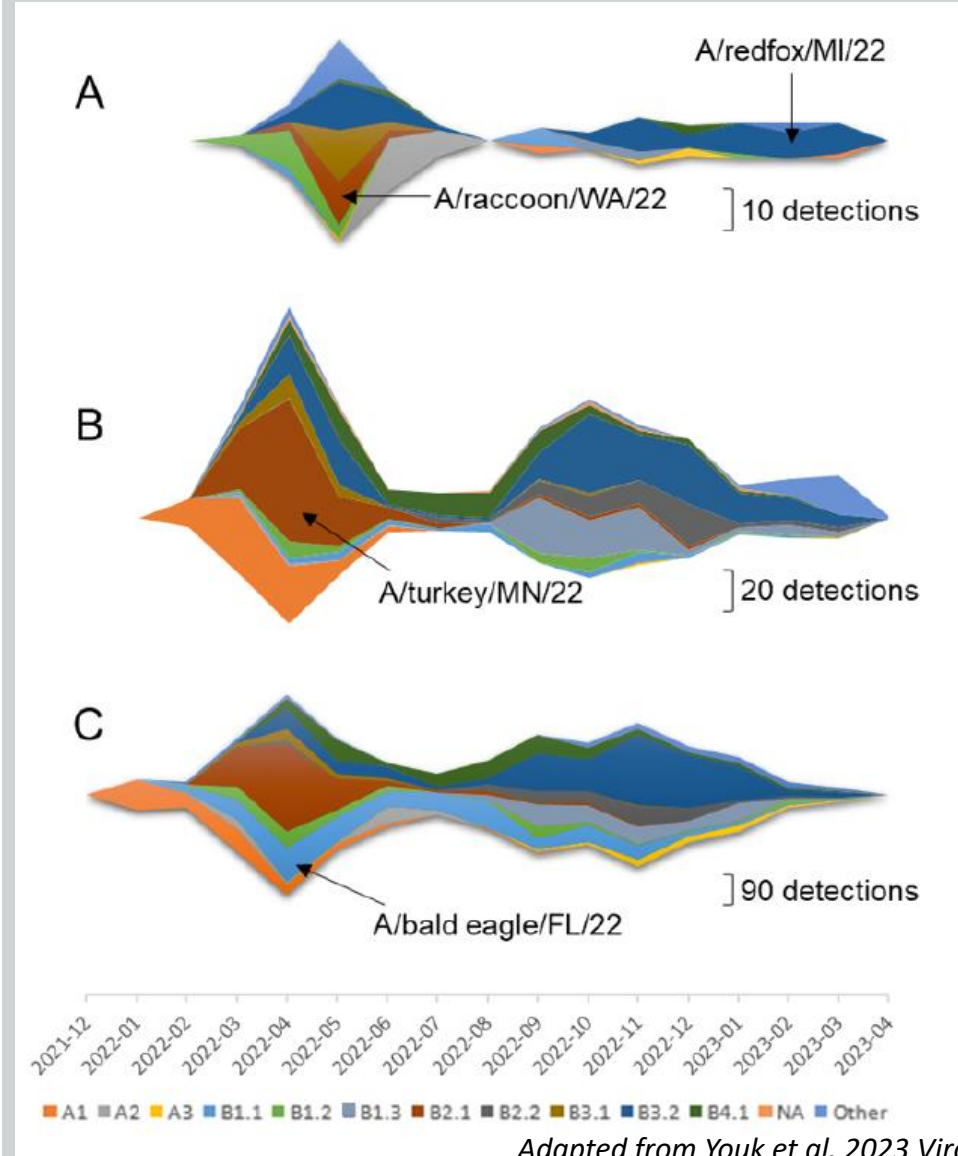 A
A/redfox/MI/22
A/raccoon/WA/22
10 detections
B
A/turkey/MN/22
20 detections
C
90 detections
A/bald eagle/FL/22
2021-12 2022-01 2022-02 2022-03 2022-04 2022-05 2022-06 2022-07 2022-08 2022-09 2022-10 2022-11 2022-12 2023-01 2023-02 2023-03 2023-04
A1 A2 A3 B1.1 B1.2 B1.3 B2.1 B2.2 B3.1 B3.2 B4.1 NA Other
Adapted from Youk et al. 2023